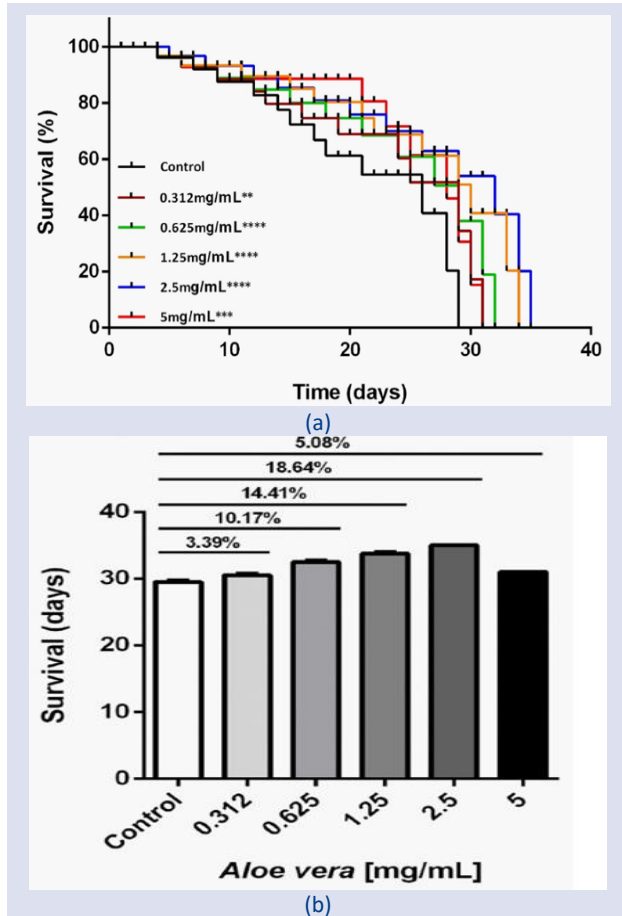 100
80
60
40
20
0
Survival (%)
Control
0.312mg/mL**
0.625mg/mL****
1.25mg/mL****
2.5mg/mL****
5mg/mL***
0 10 20 30 40
Time (days)
(a)
5.08%
18.64%
14.41%
10.17%
3.39%
40
30
20
10
0
Survival (days)
Control 0.312 0.625 1.25 2.5 5
Aloe vera [mg/mL]
(b)